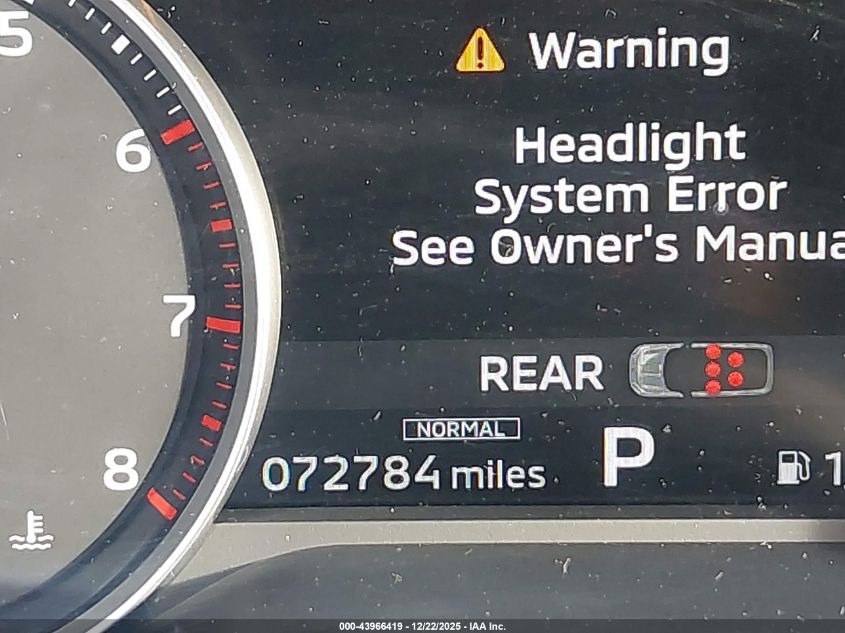 5
6
7
8
Warning
Headlight
System Error
See Owner's Manua
REAR
NORMAL
072784 miles
P
1
000-43966419 - 12/22/2025 - IAA Inc.